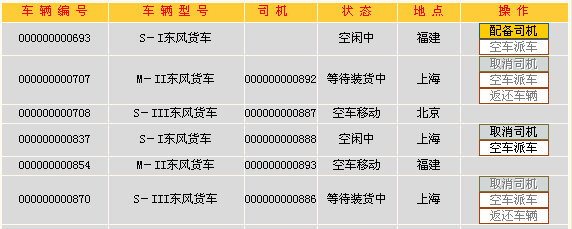 车辆编号 车辆型号 司机 状态 地点 操作
000000000693 S－I东风货车 空闲中 福建 配备司机
空车派车
000000000707 M－II东风货车 000000000892 等待装货中 上海 取消司机
空车派车
返还车辆
000000000708 S－III东风货车 000000000887 空车移动 北京
000000000837 S－I东风货车 000000000888 空闲中 上海 取消司机
空车派车
000000000854 M－II东风货车 000000000893 空车移动 福建
000000000870 S－III东风货车 000000000886 等待装货中 上海 取消司机
空车派车
返还车辆